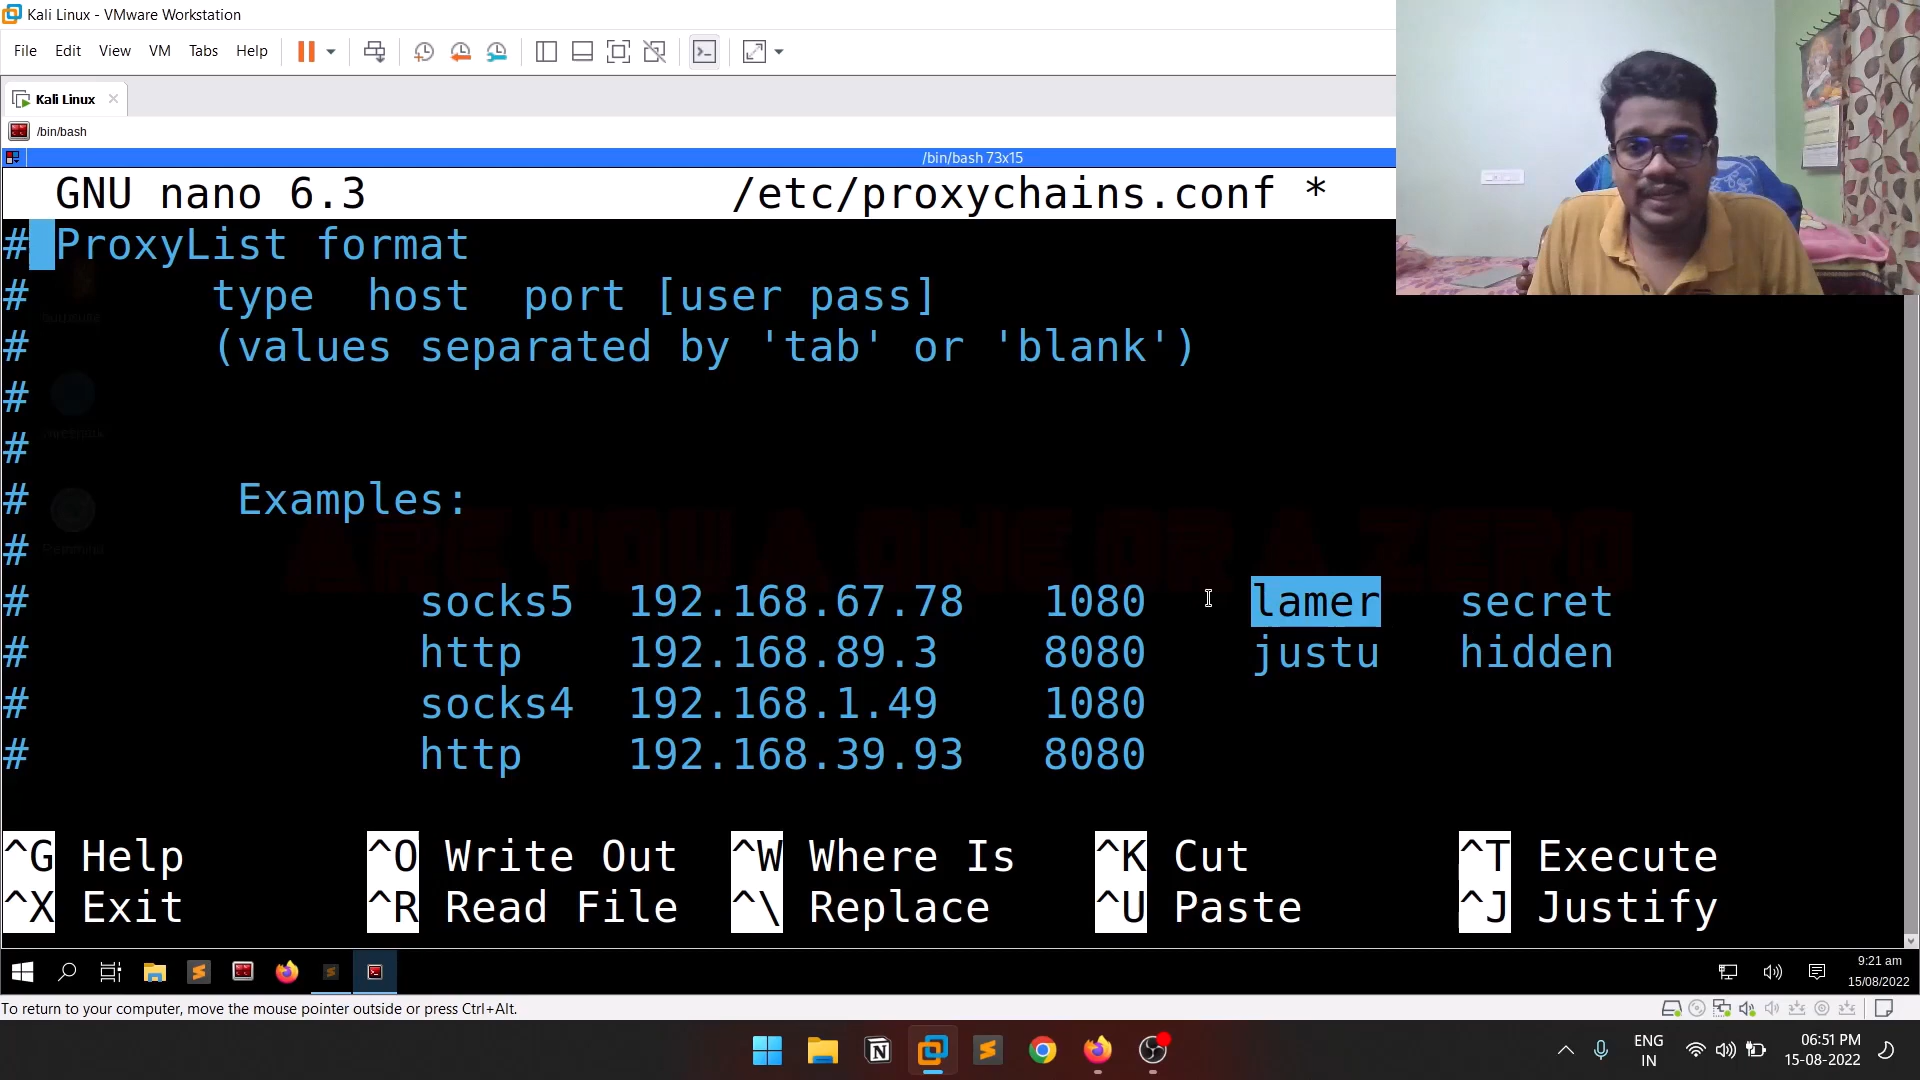 Kali Linux - VMware Workstation
File Edit View VM Tabs Help
Kali Linux
/bin/bash
/bin/bash 73x15
GNU nano 6.3 /etc/proxychains.conf *
# ProxyList format
# type host port [user pass]
# (values separated by 'tab' or 'blank')
#
#
# Examples:
#
ARE YOU A ONE OR A ZERO
# socks5 192.168.67.78 1080 lamer secret
# http 192.168.89.3 8080 justu hidden
# socks4 192.168.1.49 1080
# http 192.168.39.93 8080
^G Help ^O Write Out ^W Where Is ^K Cut ^T Execute
^X Exit ^R Read File ^\ Replace ^U Paste ^J Justify
9:21 am
15/08/2022
To return to your computer, move the mouse pointer outside or press Ctrl+Alt.
ENG
IN
06:51 PM
15-08-2022